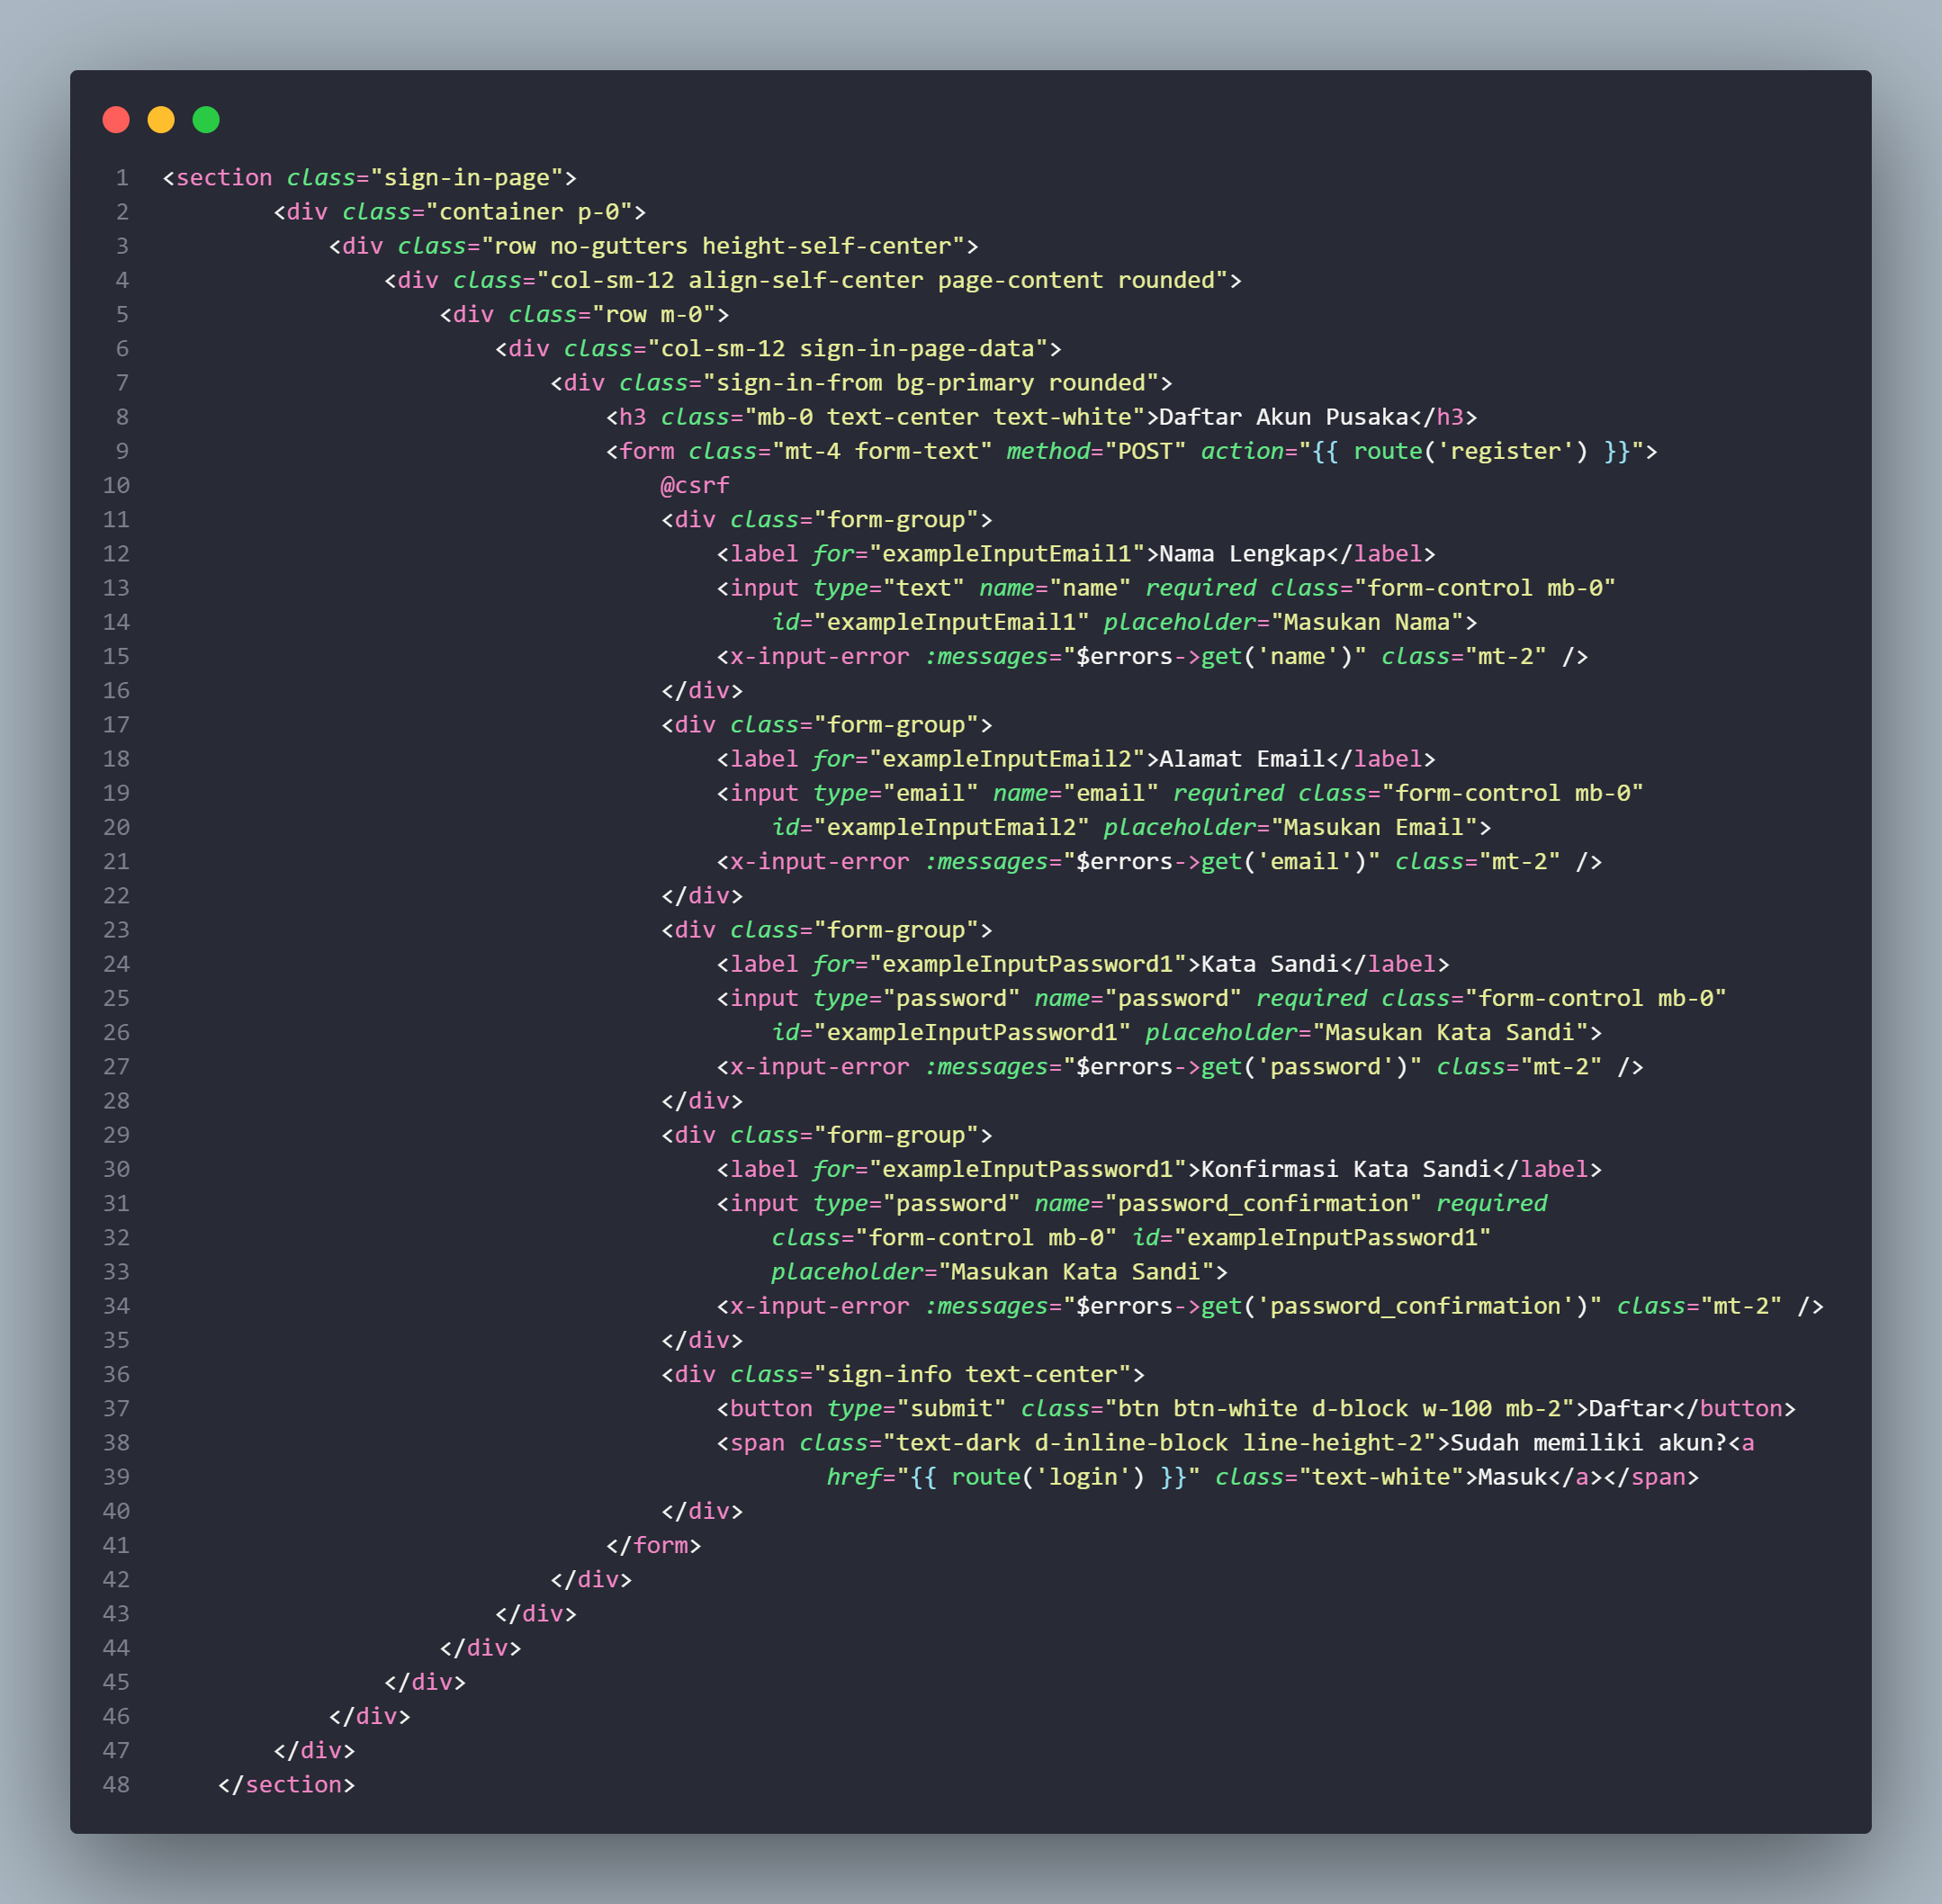 1 <section class="sign-in-page">
2 <div class="container p-0">
3 <div class="row no-gutters height-self-center">
4 <div class="col-sm-12 align-self-center page-content rounded">
5 <div class="row m-0">
6 <div class="col-sm-12 sign-in-page-data">
7 <div class="sign-in-from bg-primary rounded">
8 <h3 class="mb-0 text-center text-white">Daftar Akun Pusaka</h3>
9 <form class="mt-4 form-text" method="POST" action="{{ route('register') }}">
10 @csrf
11 <div class="form-group">
12 <label for="exampleInputEmail1">Nama Lengkap</label>
13 <input type="text" name="name" required class="form-control mb-0"
14 id="exampleInputEmail1" placeholder="Masukan Nama">
15 <x-input-error :messages="$errors->get('name')" class="mt-2" />
16 </div>
17 <div class="form-group">
18 <label for="exampleInputEmail2">Alamat Email</label>
19 <input type="email" name="email" required class="form-control mb-0"
20 id="exampleInputEmail2" placeholder="Masukan Email">
21 <x-input-error :messages="$errors->get('email')" class="mt-2" />
22 </div>
23 <div class="form-group">
24 <label for="exampleInputPassword1">Kata Sandi</label>
25 <input type="password" name="password" required class="form-control mb-0"
26 id="exampleInputPassword1" placeholder="Masukan Kata Sandi">
27 <x-input-error :messages="$errors->get('password')" class="mt-2" />
28 </div>
29 <div class="form-group">
30 <label for="exampleInputPassword1">Konfirmasi Kata Sandi</label>
31 <input type="password" name="password_confirmation" required
32 class="form-control mb-0" id="exampleInputPassword1"
33 placeholder="Masukan Kata Sandi">
34 <x-input-error :messages="$errors->get('password_confirmation')" class="mt-2" />
35 </div>
36 <div class="sign-info text-center">
37 <button type="submit" class="btn btn-white d-block w-100 mb-2">Daftar</button>
38 <span class="text-dark d-inline-block line-height-2">Sudah memiliki akun?<a
39 href="{{ route('login') }}" class="text-white">Masuk</a></span>
40 </div>
41 </form>
42 </div>
43 </div>
44 </div>
45 </div>
46 </div>
47 </div>
48 </section>